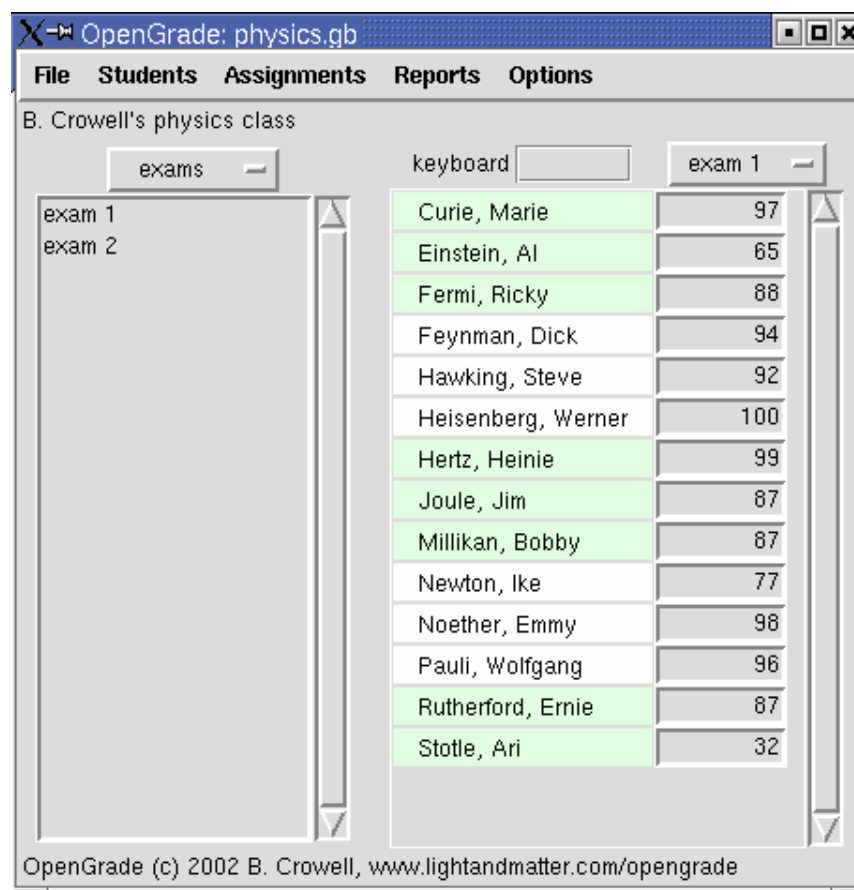 OpenGrade: physics.gb
File Students Assignments Reports Options
B. Crowell's physics class
exams
exam 1
exam 2
keyboard exam 1
Curie, Marie 97
Einstein, Al 65
Fermi, Ricky 88
Feynman, Dick 94
Hawking, Steve 92
Heisenberg, Werner 100
Hertz, Heinie 99
Joule, Jim 87
Millikan, Bobby 87
Newton, Ike 77
Noether, Emmy 98
Pauli, Wolfgang 96
Rutherford, Ernie 87
Stotle, Ari 32
OpenGrade (c) 2002 B. Crowell, www.lightandmatter.com/opengrade